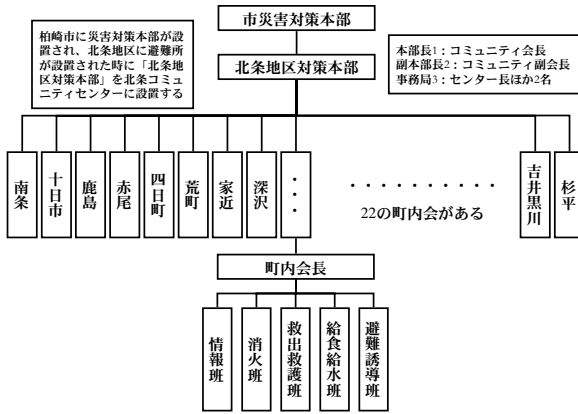 市災害対策本部
柏崎市に災害対策本部が設
置され、北条地区に避難所
が設置された時に「北条地
区対策本部」を北条コミュ
ニティセンターに設置する
本部長1：コミュニティ会長
副本部長2：コミュニティ副会長
事務局3：センター長ほか2名
北条地区対策本部
南条
十日市
鹿島
赤尾
四日町
荒町
家近
深沢
・・・
・・・・・・・・・・
22の町内会がある
吉井黒川
杉平
町内会長
情報班
消火班
救出救護班
給食給水班
避難誘導班